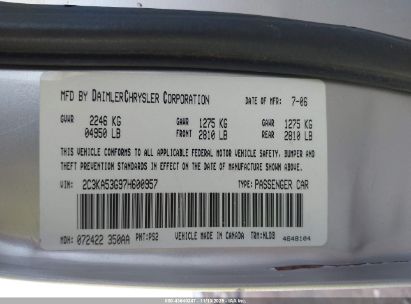 MFD BY DAIMLERCHRYSLER CORPORATION DATE OF MFR: 7-06
GVWR 2246 KG GAWR 1275 KG GAWR 1275 KG
04950 LB FRONT 2810 LB REAR 2810 LB
THIS VEHICLE CONFORMS TO ALL APPLICABLE FEDERAL MOTOR VEHICLE SAFETY, BUMPER AND
THEFT PREVENTION STANDARDS IN EFFECT ON THE DATE OF MANUFACTURE SHOWN ABOVE.
VIN: 2C3KA53G97H600957 TYPE: PASSENGER CAR
MDH: 072422 350AA PNT: PS2 VEHICLE MADE IN CANADA TRM: HLD8 4648104